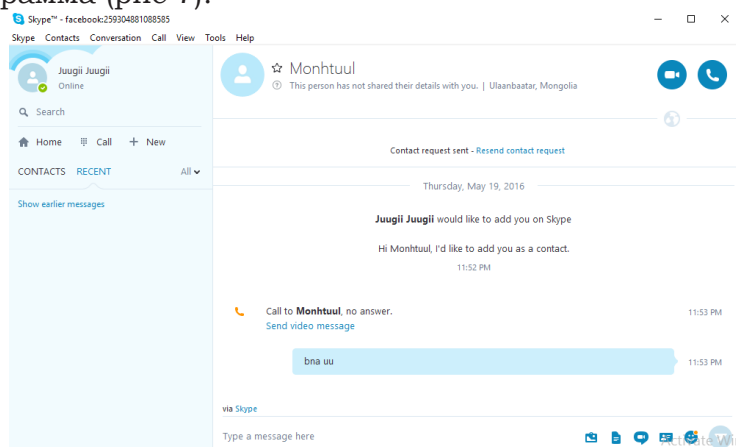 рамма (рис 7).
Skype™ - facebook:259304881088585
Skype Contacts Conversation Call View Tools Help
Juugii Juugii
Online
Search
Home Call New
CONTACTS RECENT All
Show earlier messages
Monhtuul
This person has not shared their details with you. | Ulaanbaatar, Mongolia
Contact request sent - Resend contact request
Thursday, May 19, 2016
Juugii Juugii would like to add you on Skype
Hi Monhtuul, I'd like to add you as a contact.
11:52 PM
Call to Monhtuul, no answer. 11:53 PM
Send video message
bna uu 11:53 PM
via Skype
Type a message here